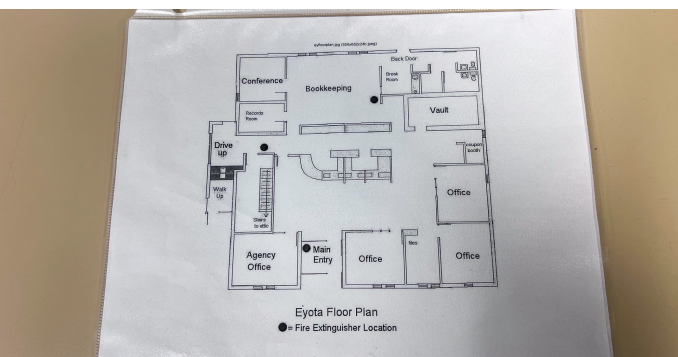 Back Door
Conference
Bookkeeping
Break
Room
Vault
Records
Room
Drive
up
coupon
booth
Walk
Up
Office
Stairs
to attic
Agency
Office
Main
Entry
Office
files
Office
Eyota Floor Plan
= Fire Extinguisher Location